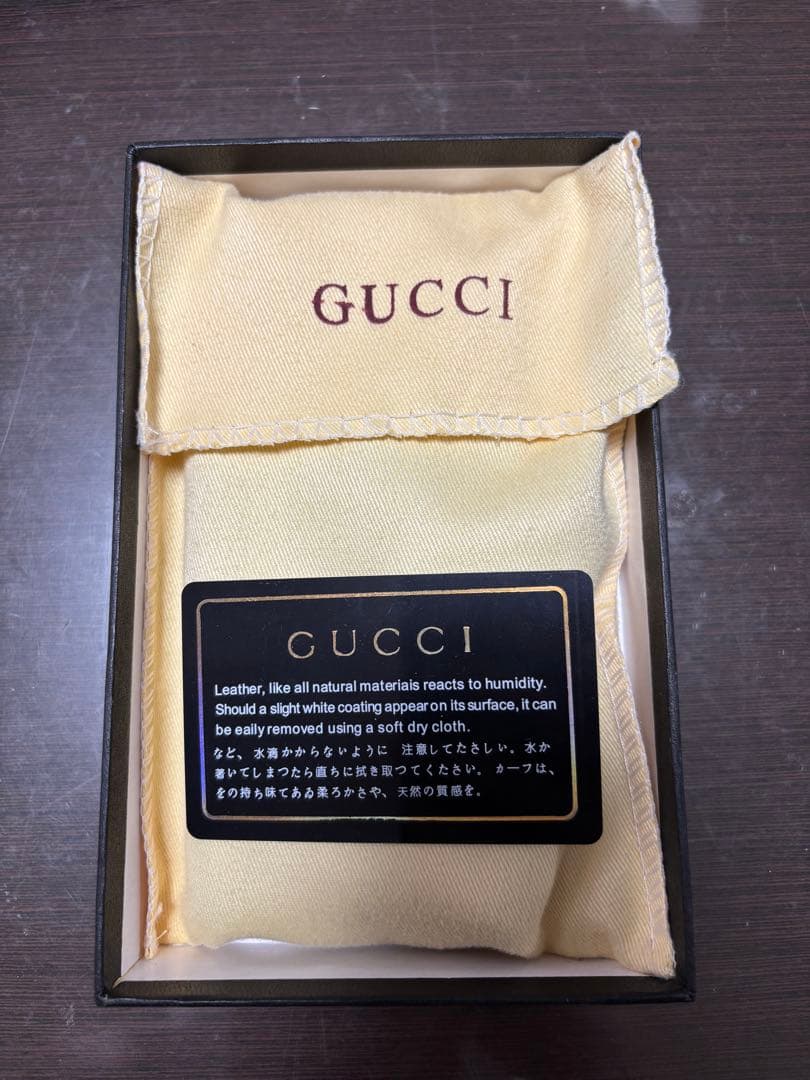 GUCCI
GUCCI
Leather, like all natural materiais reacts to humidity.
Should a slight white coating appear on its surface, it can
be eaily removed using a soft dry cloth.
など、水滴かからないように 注意してたさしい。水か
着いてしまつたら直ちに拭き取つてください。カーフは、
をの持ち味てあゐ柔ろかさや、天然の質感を。